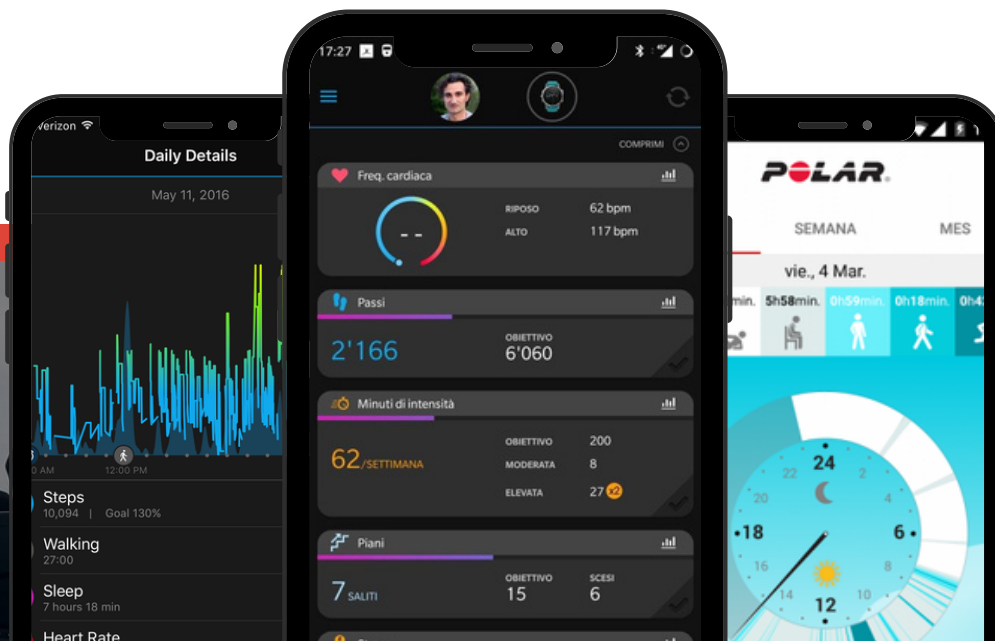 Verizon
Daily Details
May 11, 2016
12:00 PM
Steps
10,094 | Goal 130%
Walking
27:00
Sleep
7 hours 18 min
Heart Rate
17:27
COMPRIMI
Freq. cardiaca
--
RIPOSO 62 bpm
ALTO 117 bpm
Passi
2'166
OBIETTIVO
6'060
Minuti di intensità
62/SETTIMANA
OBIETTIVO 200
MODERATA 8
ELEVATA 27 x2
Piani
7 SALITI
OBIETTIVO
15
SCESI
6
POLAR
SEMANA MES
vie., 4 Mar.
min. 5h58min. 0h59min. 0h18min. 0h4
24
2
4
6
8
10
12
14
16
18
20
22